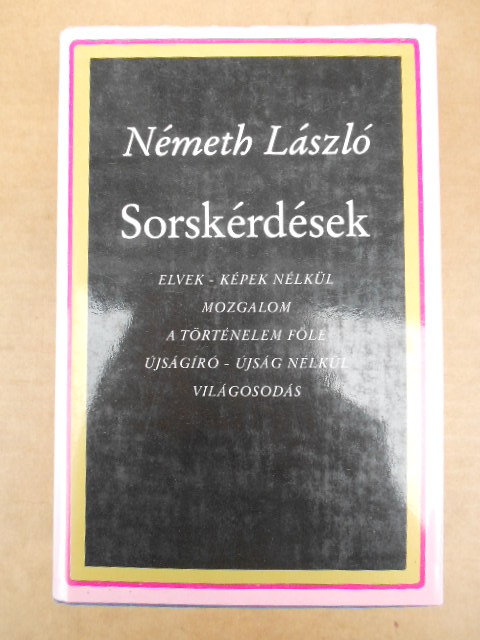 Németh László
Sorskérdések
ELVEK - KÉPEK NÉLKÜL
MOZGALOM
A TÖRTÉNELEM FÖLÉ
ÚJSÁGÍRÓ - ÚJSÁG NÉLKÜL
VILÁGOSODÁS